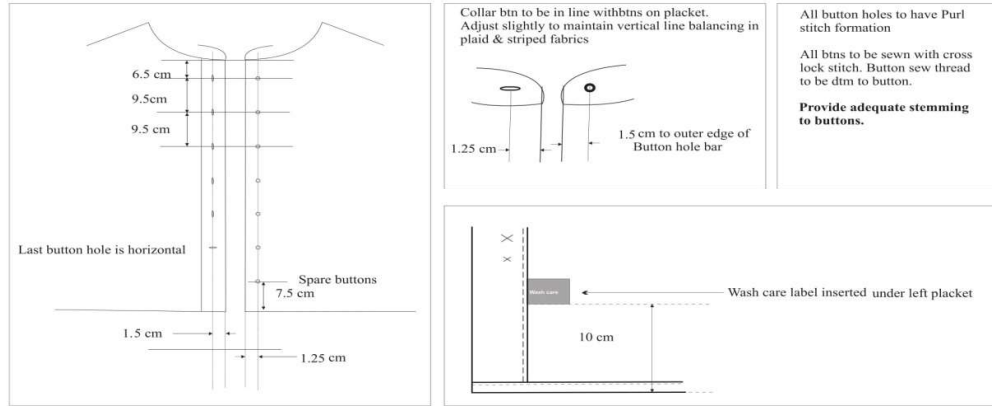 6.5 cm
9.5cm
9.5 cm
Last button hole is horizontal
Spare buttons
7.5 cm
1.5 cm
1.25 cm
Collar btn to be in line withbtns on placket.
Adjust slightly to maintain vertical line balancing in
plaid & striped fabrics
1.25 cm
1.5 cm to outer edge of
Button hole bar
All button holes to have Purl
stitch formation
All btns to be sewn with cross
lock stitch. Button sew thread
to be dtm to button.
Provide adequate stemming
to buttons.
Wash care
Wash care label inserted under left placket
10 cm